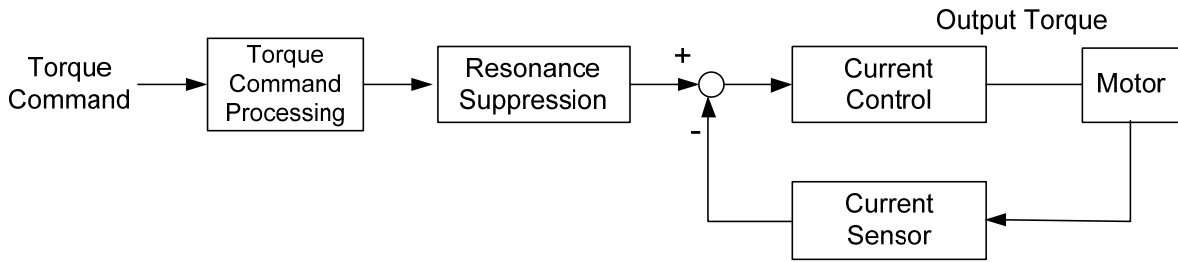 Output Torque
Torque
Command
Torque
Command
Processing
Resonance
Suppression
+
-
Current
Control
Motor
Current
Sensor